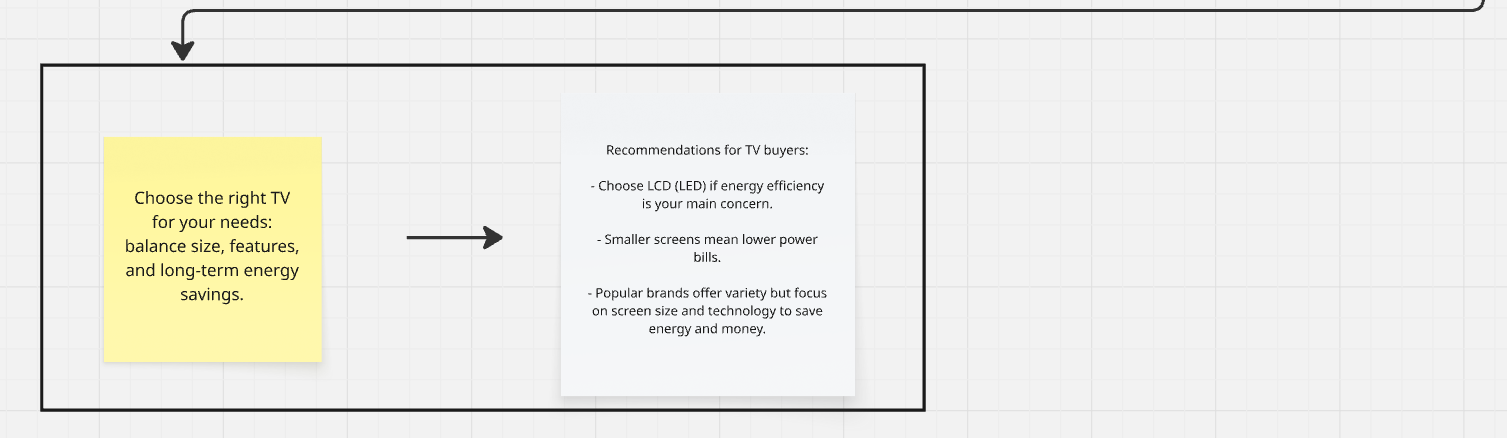 Choose the right TV
for your needs:
balance size, features,
and long-term energy
savings.
Recommendations for TV buyers:
- Choose LCD (LED) if energy efficiency
is your main concern.
- Smaller screens mean lower power
bills.
- Popular brands offer variety but focus
on screen size and technology to save
energy and money.